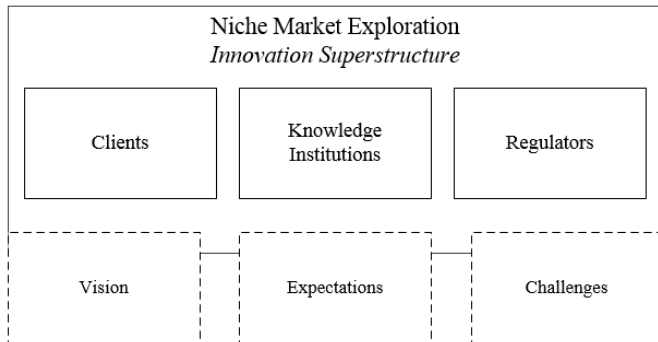 Niche Market Exploration
Innovation Superstructure
Clients
Knowledge
Institutions
Regulators
Vision
Expectations
Challenges